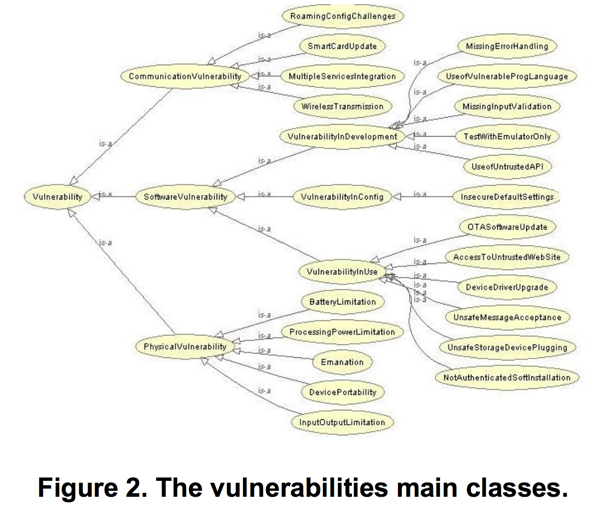 RoamingConfigChallenges
is-a
SmartCardUpdate
is-a
CommunicationVulnerability
is-a
MultipleServicesIntegration
is-a
WirelessTransmission
MissingErrorHandling
is-a
UseofVulnerableProgLanguage
is-a
MissingInputValidation
is-a
VulnerabilityInDevelopment
is-a
TestWithEmulatorOnly
is-a
UseofUntrustedAPI
is-a
is-a
Vulnerability
is-a
SoftwareVulnerability
is-a
VulnerabilityInConfig
is-a
InsecureDefaultSettings
is-a
is-a
OTASoftwareUpdate
is-a
AccessToUntrustedWebSite
is-a
VulnerabilityInUse
is-a
DeviceDriverUpgrade
is-a
is-a
UnsafeMessageAcceptance
is-a
UnsafeStorageDevicePlugging
NotAuthenticatedSoftInstallation
BatteryLimitation
is-a
ProcessingPowerLimitation
is-a
PhysicalVulnerability
is-a
Emanation
is-a
DevicePortability
is-a
InputOutputLimitation
Figure 2. The vulnerabilities main classes.